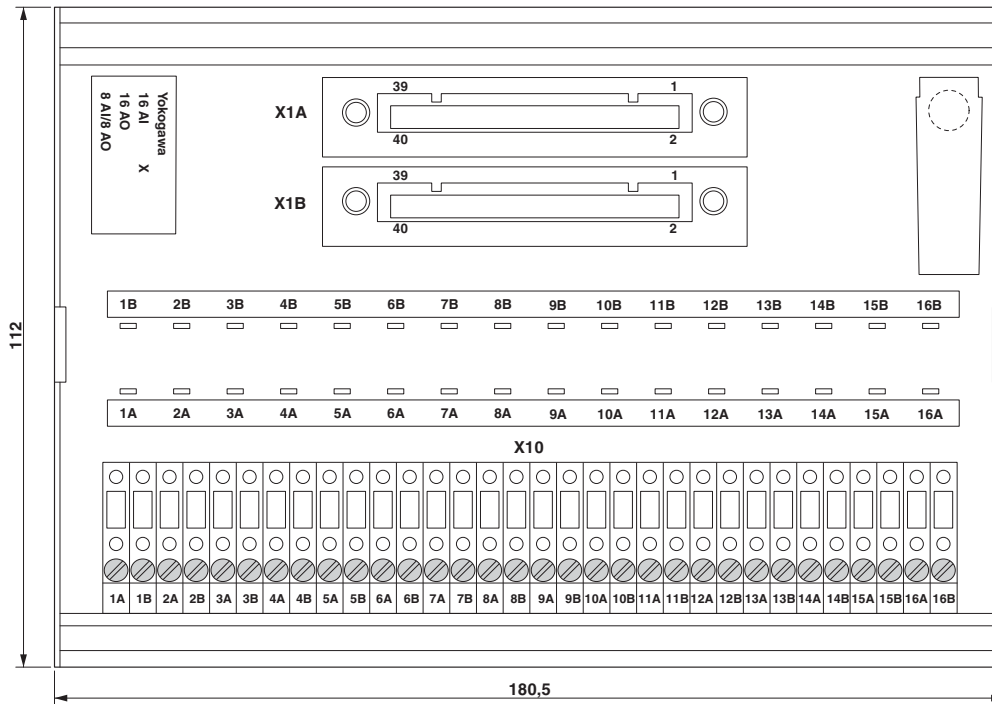 Yokogawa
16 AI X
16 AO
8 AI/8 AO
X1A
39 1
40 2
X1B
39 1
40 2
1B 2B 3B 4B 5B 6B 7B 8B 9B 10B 11B 12B 13B 14B 15B 16B
112
1A 2A 3A 4A 5A 6A 7A 8A 9A 10A 11A 12A 13A 14A 15A 16A
X10
1A 1B 2A 2B 3A 3B 4A 4B 5A 5B 6A 6B 7A 7B 8A 8B 9A 9B 10A 10B 11A 11B 12A 12B 13A 13B 14A 14B 15A 15B 16A 16B
180,5